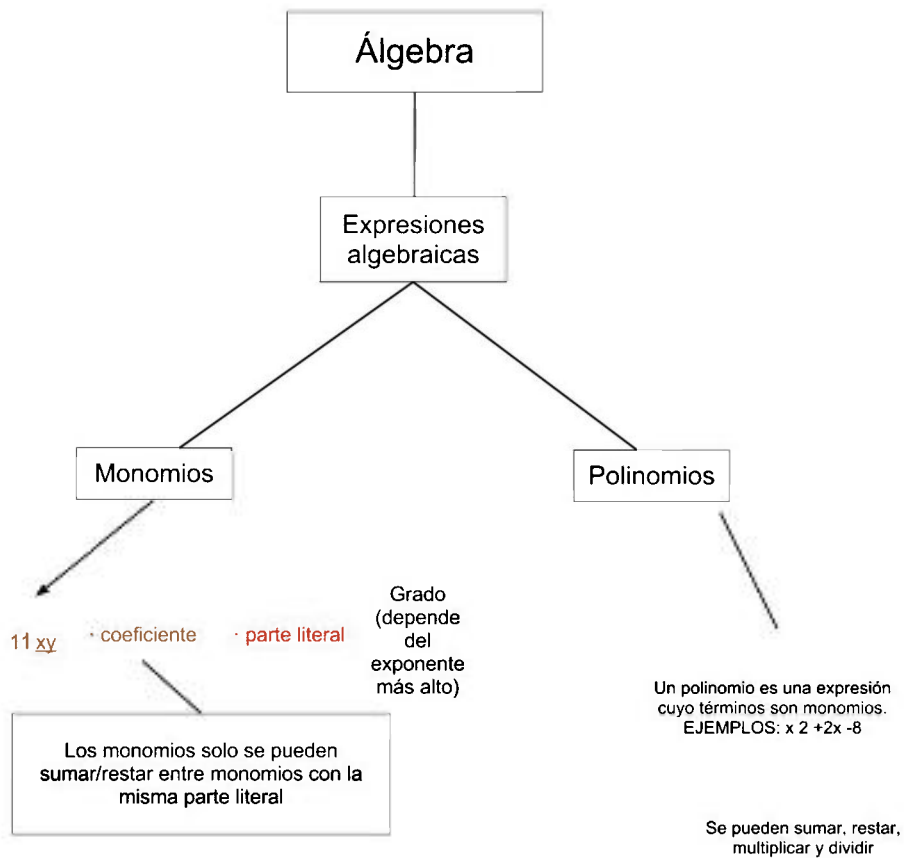 Álgebra
Expresiones
algebraicas
Monomios
Polinomios
11 xy · coeficiente · parte literal
Grado
(depende
del
exponente
más alto)
Los monomios solo se pueden
sumar/restar entre monomios con la
misma parte literal
Un polinomio es una expresión
cuyo términos son monomios.
EJEMPLOS: x 2 +2x -8
Se pueden sumar, restar,
multiplicar y dividir